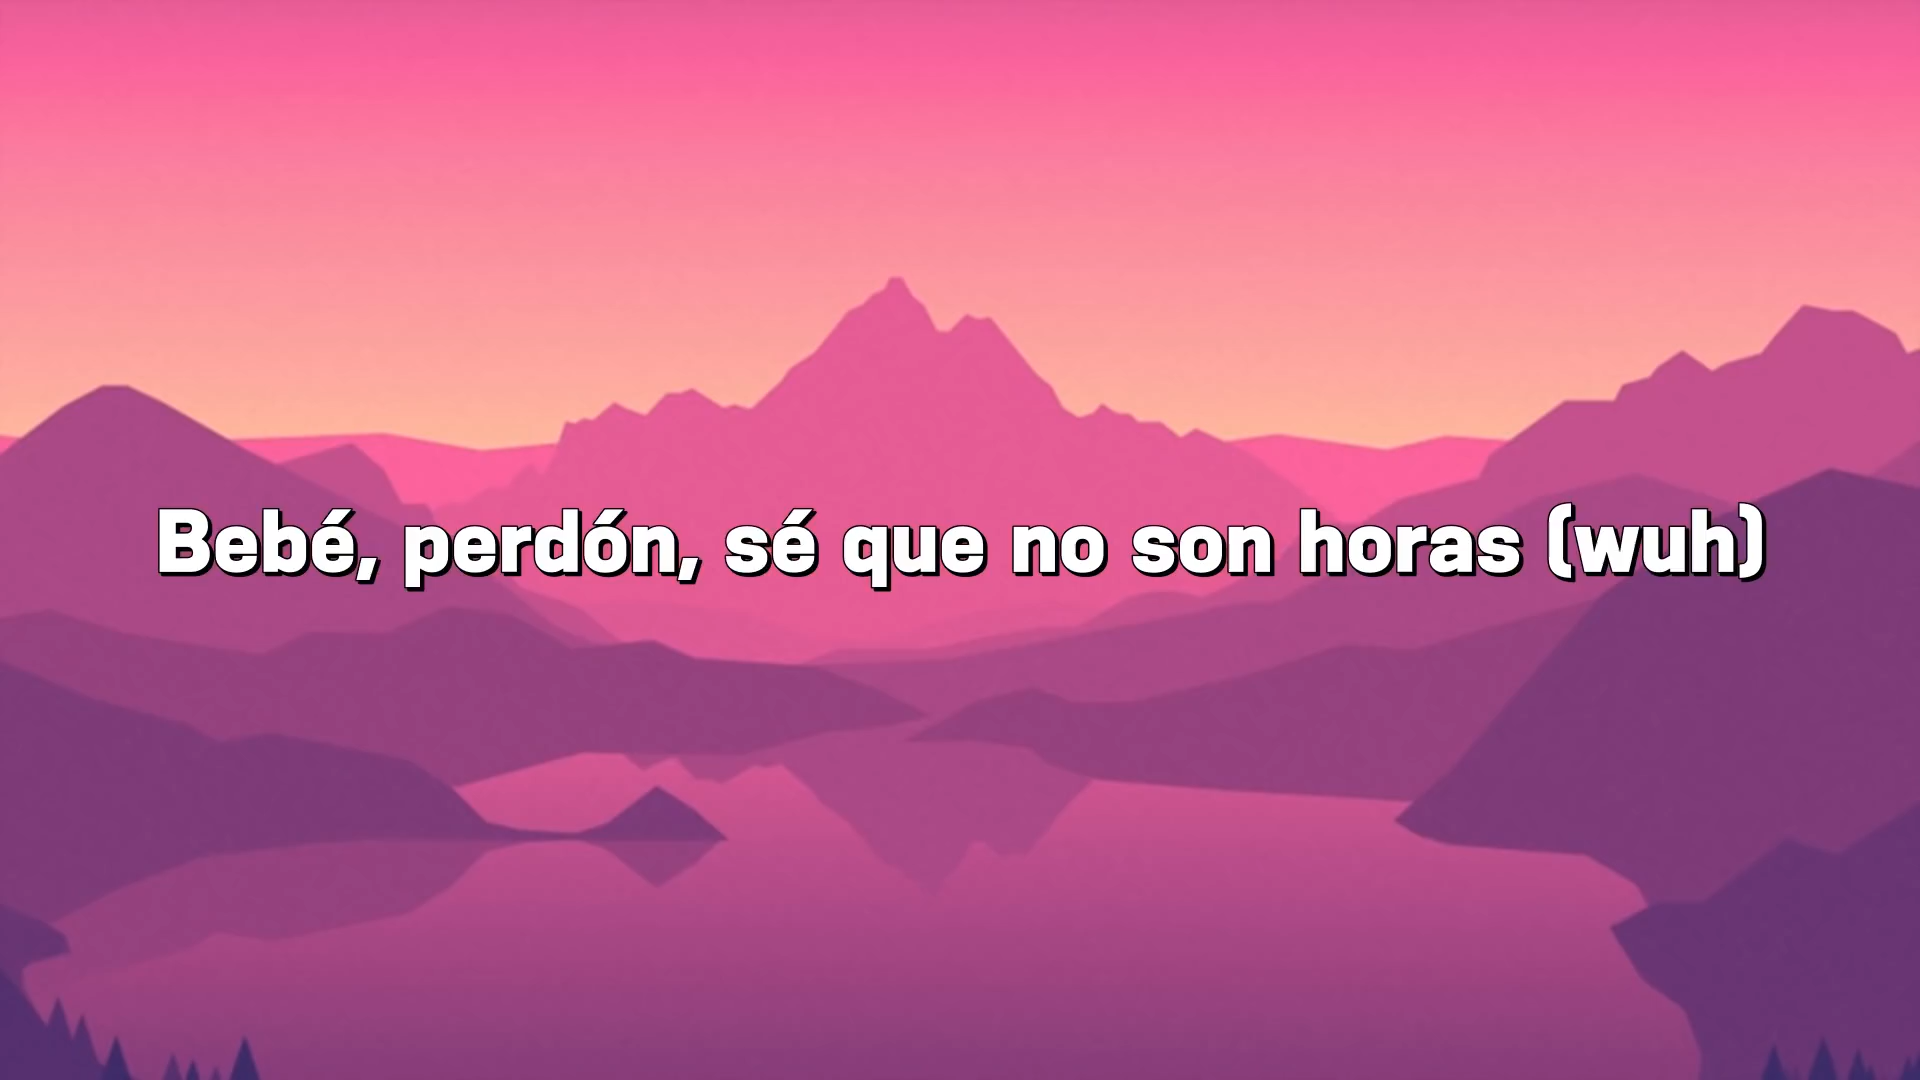 Bebé, perdón, sé que no son horas (wuh)